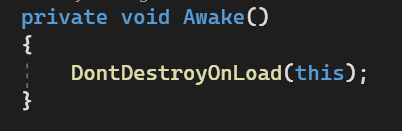 private void Awake()
{
    DontDestroyOnLoad(this);
}